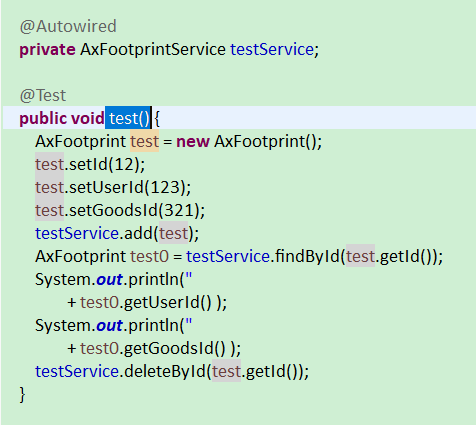 @Autowired
private AxFootprintService testService;
@Test
public void test() {
AxFootprint test = new AxFootprint();
test.setId(12);
test.setUserId(123);
test.setGoodsId(321);
testService.add(test);
AxFootprint test0 = testService.findById(test.getId());
System.out.println("
+ test0.getUserId() );
System.out.println("
+ test0.getGoodsId() );
testService.deleteById(test.getId());
}